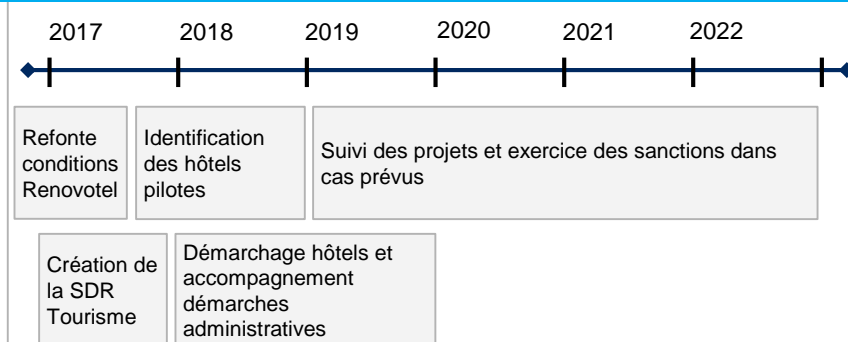 2017 2018 2019 2020 2021 2022
Refonte
conditions
Renovotel
Identification
des hôtels
pilotes
Suivi des projets et exercice des sanctions dans
cas prévus
Création de
la SDR
Tourisme
Démarchage hôtels et
accompagnement
démarches
administratives